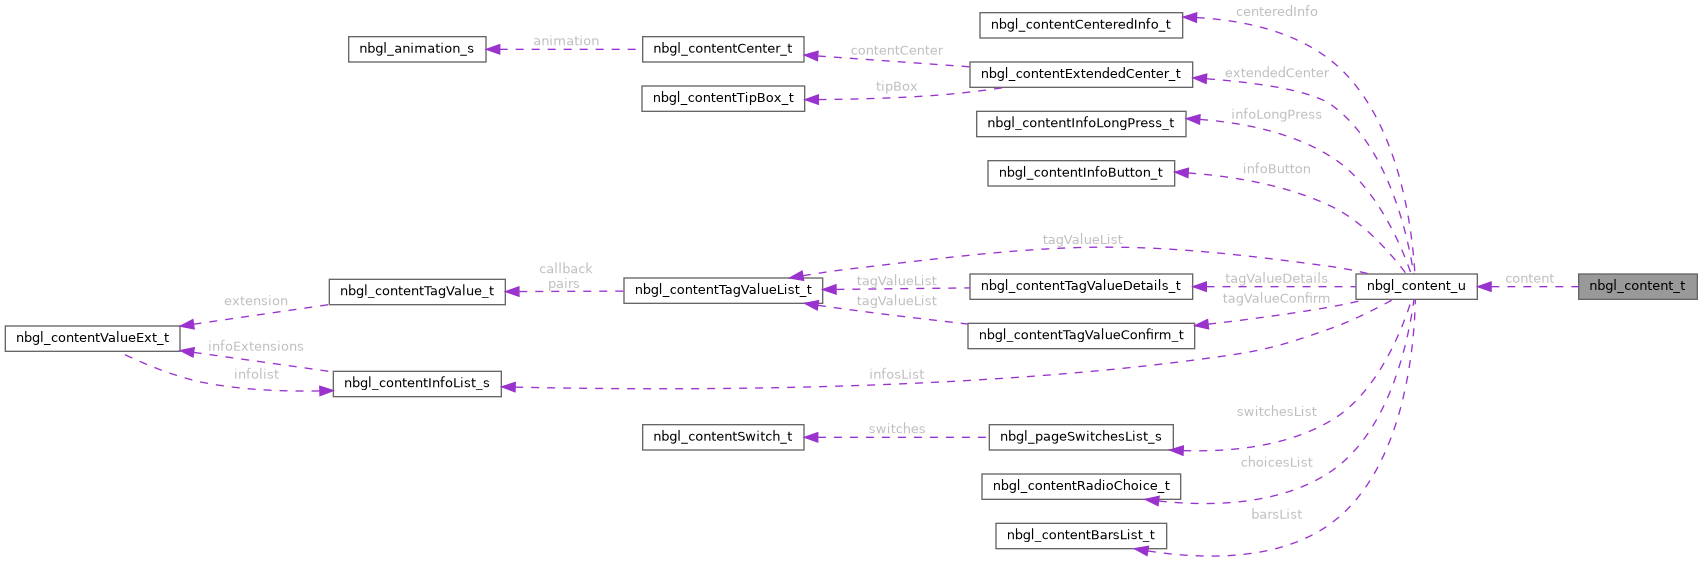 centeredInfo
nbgl_contentCenteredInfo_t
nbgl_animation_s
animation
nbgl_contentCenter_t
contentCenter
nbgl_contentExtendedCenter_t
extendedCenter
tipBox
nbgl_contentTipBox_t
infoLongPress
nbgl_contentInfoLongPress_t
infoButton
nbgl_contentInfoButton_t
tagValueList
callback
pairs
nbgl_contentTagValue_t
nbgl_contentTagValueList_t
tagValueList
nbgl_contentTagValueDetails_t
tagValueDetails
nbgl_content_u
content
nbgl_content_t
extension
tagValueList
tagValueConfirm
nbgl_contentTagValueConfirm_t
nbgl_contentValueExt_t
infoExtensions
infolist
nbgl_contentInfoList_s
infosList
switchesList
nbgl_contentSwitch_t
switches
nbgl_pageSwitchesList_s
choicesList
nbgl_contentRadioChoice_t
barsList
nbgl_contentBarsList_t